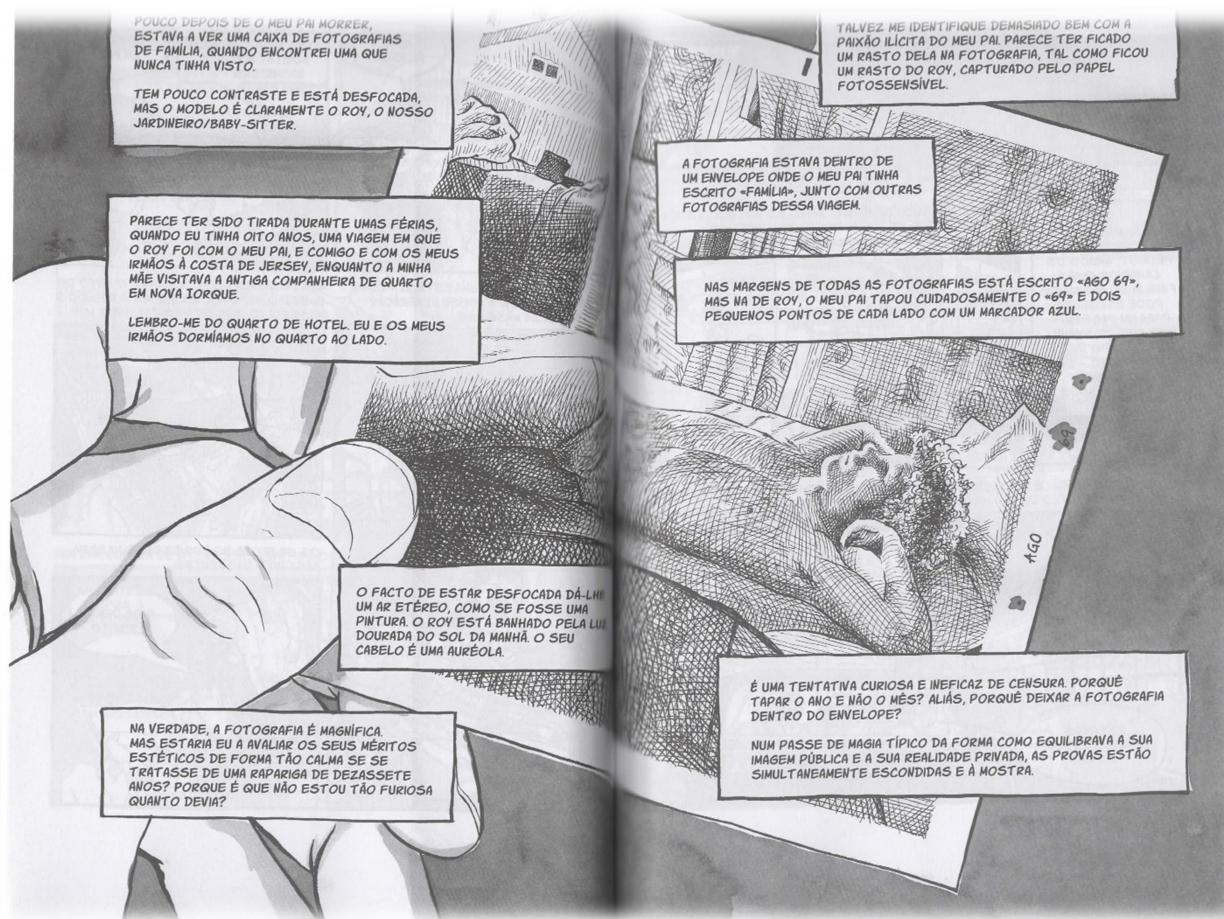 POUCO DEPOIS DE O MEU PAI MORRER,
ESTAVA A VER UMA CAIXA DE FOTOGRAFIAS
DE FAMÍLIA, QUANDO ENCONTREI UMA QUE
NUNCA TINHA VISTO.
TEM POUCO CONTRASTE E ESTÁ DESFOCADA,
MAS O MODELO É CLARAMENTE O ROY, O NOSSO
JARDINEIRO/BABY-SITTER.
PARECE TER SIDO TIRADA DURANTE UMAS FÉRIAS,
QUANDO EU TINHA OITO ANOS, UMA VIAGEM EM QUE
O ROY FOI COM O MEU PAI, E COMIGO E COM OS MEUS
IRMÃOS À COSTA DE JERSEY, ENQUANTO A MINHA
MÃE VISITAVA A ANTIGA COMPANHEIRA DE QUARTO
EM NOVA IORQUE.
LEMBRO-ME DO QUARTO DE HOTEL. EU E OS MEUS
IRMÃOS DORMÍAMOS NO QUARTO AO LADO.
O FACTO DE ESTAR DESFOCADA DÁ-LHE
UM AR ETÉREO, COMO SE FOSSE UMA
PINTURA. O ROY ESTÁ BANHADO PELA LUZ
DOURADA DO SOL DA MANHÃ. O SEU
CABELO É UMA AURÉOLA.
NA VERDADE, A FOTOGRAFIA É MAGNÍFICA.
MAS ESTARIA EU A AVALIAR OS SEUS MÉRITOS
ESTÉTICOS DE FORMA TÃO CALMA SE SE
TRATASSE DE UMA RAPARIGA DE DEZASSETE
ANOS? PORQUE É QUE NÃO ESTOU TÃO FURIOSA
QUANTO DEVIA?
TALVEZ ME IDENTIFIQUE DEMASIADO BEM COM A
PAIXÃO ILÍCITA DO MEU PAI. PARECE TER FICADO
UM RASTO DELA NA FOTOGRAFIA, TAL COMO FICOU
UM RASTO DO ROY, CAPTURADO PELO PAPEL
FOTOSSENSÍVEL.
A FOTOGRAFIA ESTAVA DENTRO DE
UM ENVELOPE ONDE O MEU PAI TINHA
ESCRITO «FAMÍLIA», JUNTO COM OUTRAS
FOTOGRAFIAS DESSA VIAGEM.
NAS MARGENS DE TODAS AS FOTOGRAFIAS ESTÁ ESCRITO «AGO 69»,
MAS NA DE ROY, O MEU PAI TAPOU CUIDADOSAMENTE O «69» E DOIS
PEQUENOS PONTOS DE CADA LADO COM UM MARCADOR AZUL.
69
AGO
É UMA TENTATIVA CURIOSA E INEFICAZ DE CENSURA. PORQUÊ
TAPAR O ANO E NÃO O MÊS? ALIÁS, PORQUÊ DEIXAR A FOTOGRAFIA
DENTRO DO ENVELOPE?
NUM PASSE DE MAGIA TÍPICO DA FORMA COMO EQUILIBRAVA A SUA
IMAGEM PÚBLICA E A SUA REALIDADE PRIVADA, AS PROVAS ESTÃO
SIMULTANEAMENTE ESCONDIDAS E À MOSTRA.